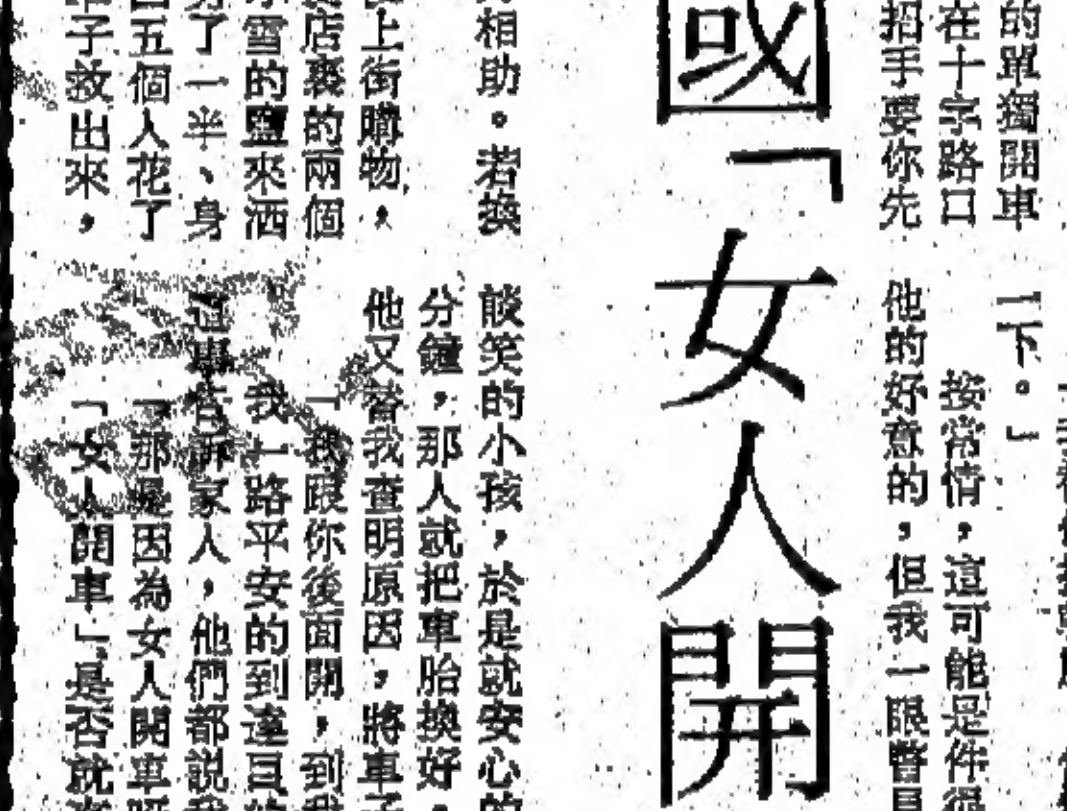 的單獨開車
在十字路口
招手要你先
一下。」
按常情，這可能是件
他的好意的，但我一眼瞥
國「女人開
相助。若換
上街購物，
店裏的兩個
雪的鹽來洒
了一半、身
五個人花了
子救出來，
談笑的小孩，於是就安心的
分鐘，那人就把車胎換好
他又替我查明原因，將車子
「我跟你後面開，到我
我一路平安的到達目的
這事告訴家人，他們都說我
「那是因為女人開車
「女人開車」是否就